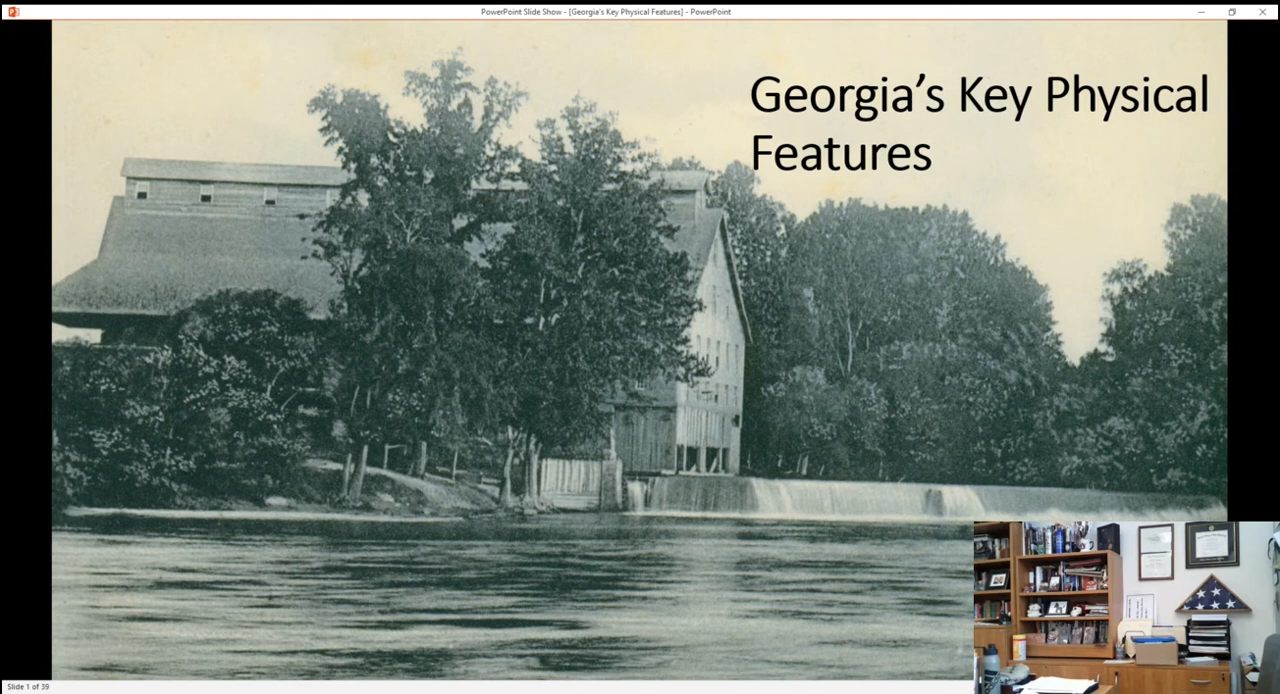 PowerPoint Slide Show - [Georgia's Key Physical Features] - PowerPoint
Georgia's Key Physical
Features
Slide 1 of 39